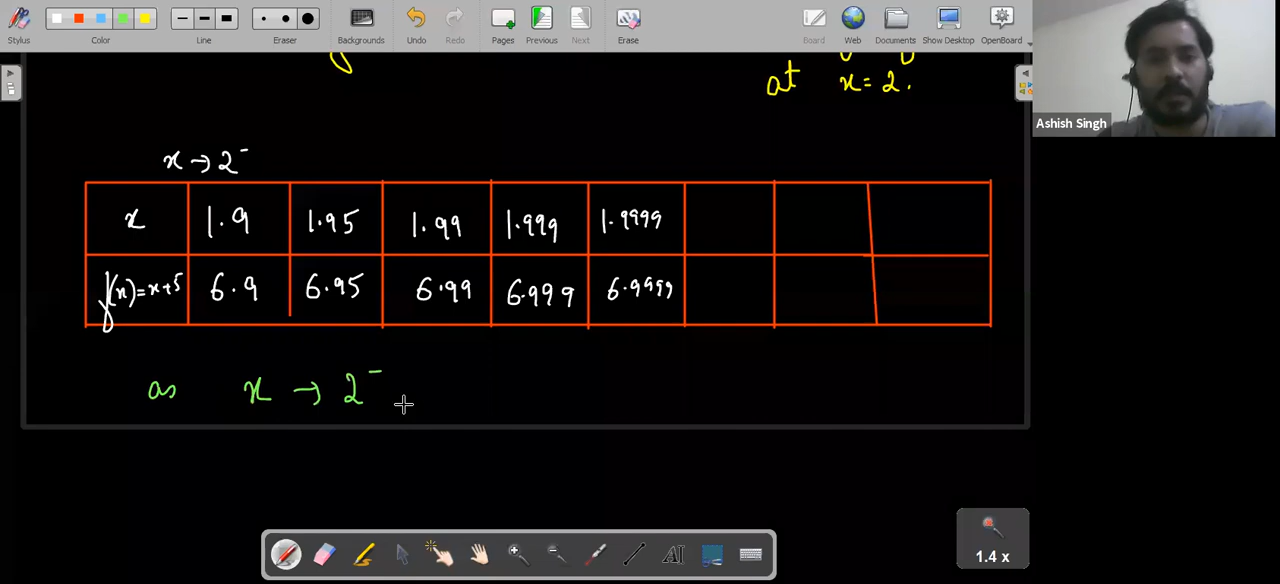 Stylus Color Line Eraser Backgrounds Undo Redo Pages Previous Next Erase Board Web Documents Show Desktop OpenBoard
at x = 2.
Ashish Singh
x → 2⁻
x 1.9 1.95 1.99 1.999 1.9999
f(x) = x+5 6.9 6.95 6.99 6.999 6.9999
as x → 2⁻
1.4 x